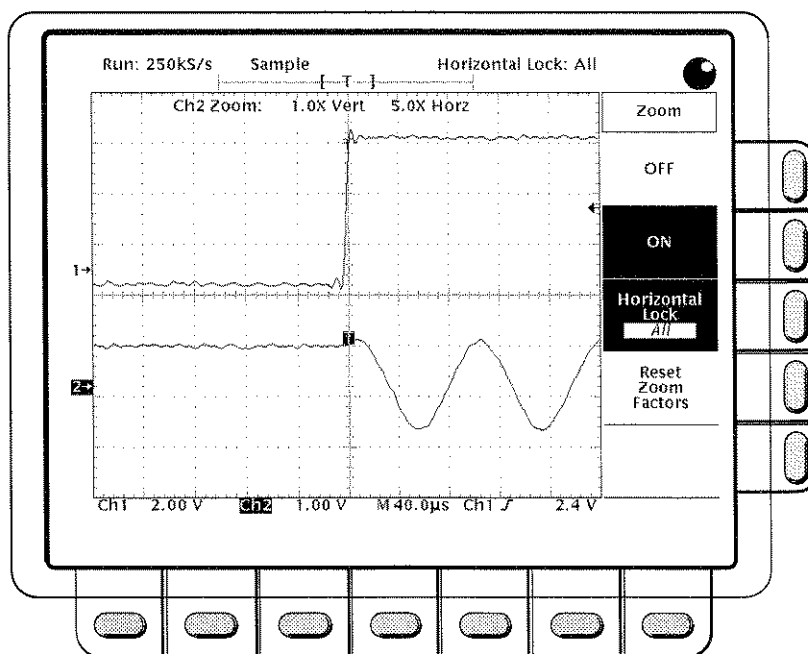 Run: 250kS/s Sample Horizontal Lock: All
[ T ]
Ch2 Zoom: 1.0X Vert 5.0X Horz
Zoom
OFF
ON
1→
Horizontal
Lock
All
T
2→
Reset
Zoom
Factors
Ch1 2.00 V Ch2 1.00 V M 40.0µs Ch1 ƒ 2.4 V